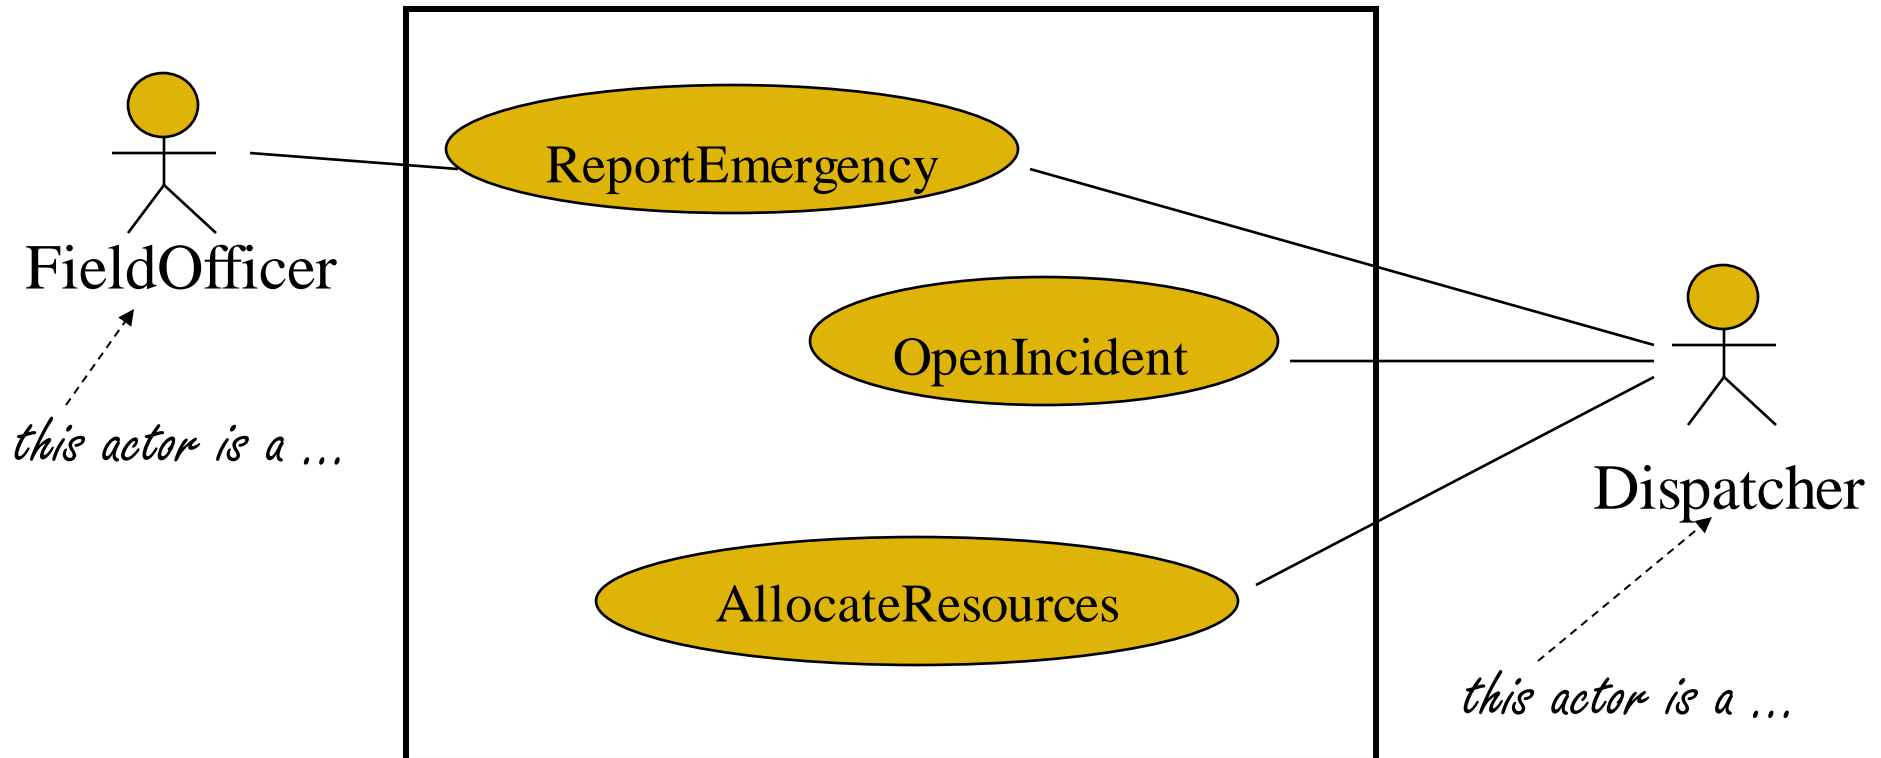 ReportEmergency
FieldOfficer
OpenIncident
this actor is a ...
Dispatcher
AllocateResources
this actor is a ...